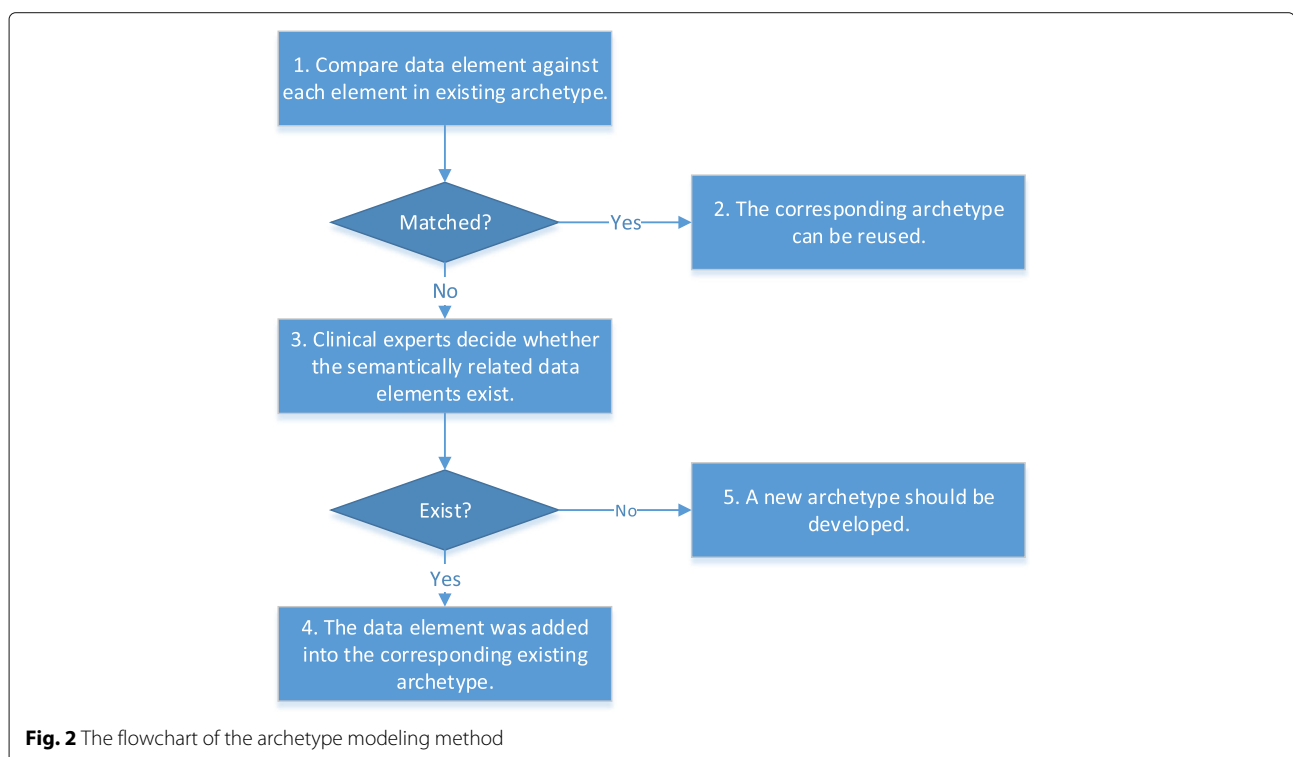 1. Compare data element against
each element in existing archetype.
Matched?
Yes
2. The corresponding archetype
can be reused.
No
3. Clinical experts decide whether
the semantically related data
elements exist.
Exist?
No
5. A new archetype should be
developed.
Yes
4. The data element was added
into the corresponding existing
archetype.
Fig. 2 The flowchart of the archetype modeling method